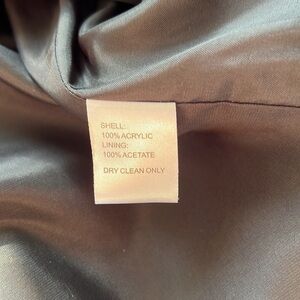 SHELL:
100% ACRYLIC
LINING:
100% ACETATE
DRY CLEAN ONLY